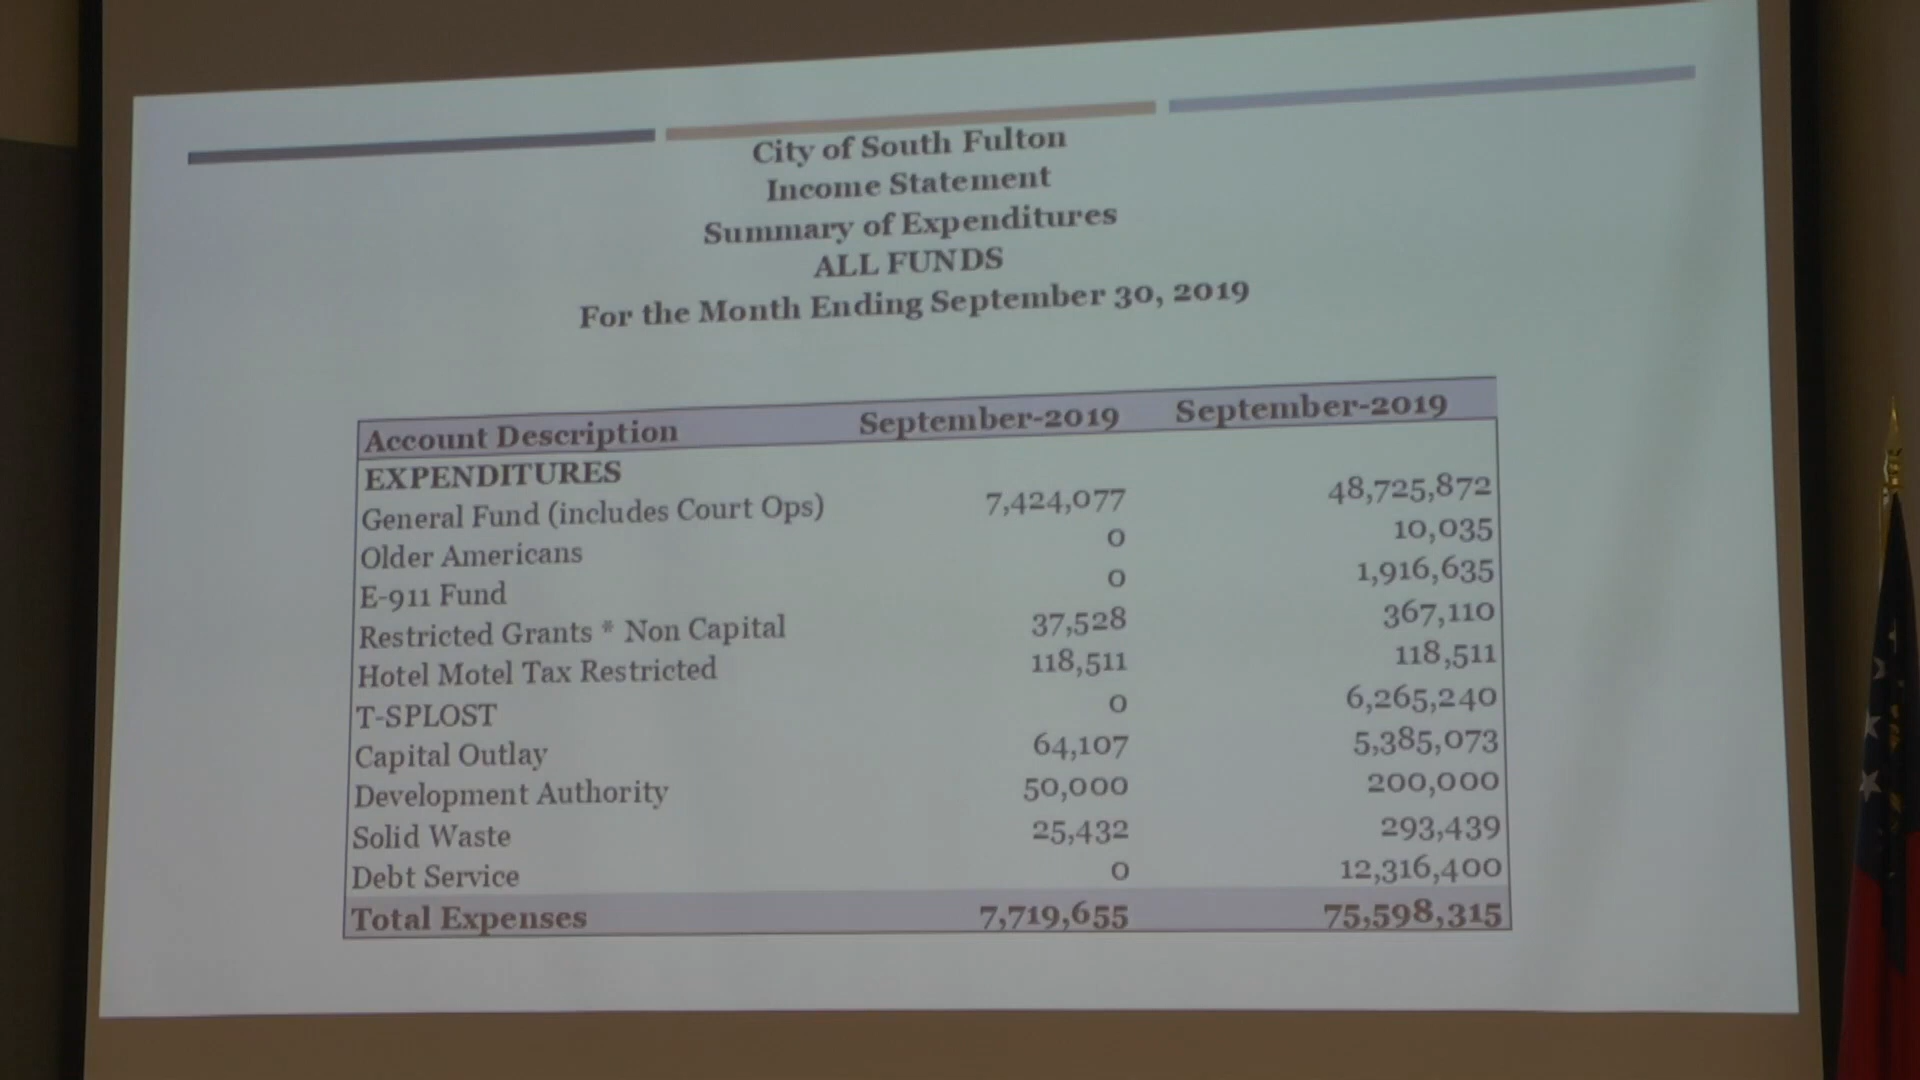 City of South Fulton
Income Statement
Summary of Expenditures
ALL FUNDS
For the Month Ending September 30, 2019
Account Description September-2019 September-2019
EXPENDITURES
General Fund (includes Court Ops) 7,424,077 48,725,872
Older Americans 0 10,035
E-911 Fund 0 1,916,635
Restricted Grants * Non Capital 37,528 367,110
Hotel Motel Tax Restricted 118,511 118,511
T-SPLOST 0 6,265,240
Capital Outlay 64,107 5,385,073
Development Authority 50,000 200,000
Solid Waste 25,432 293,439
Debt Service 0 12,316,400
Total Expenses 7,719,655 75,598,315